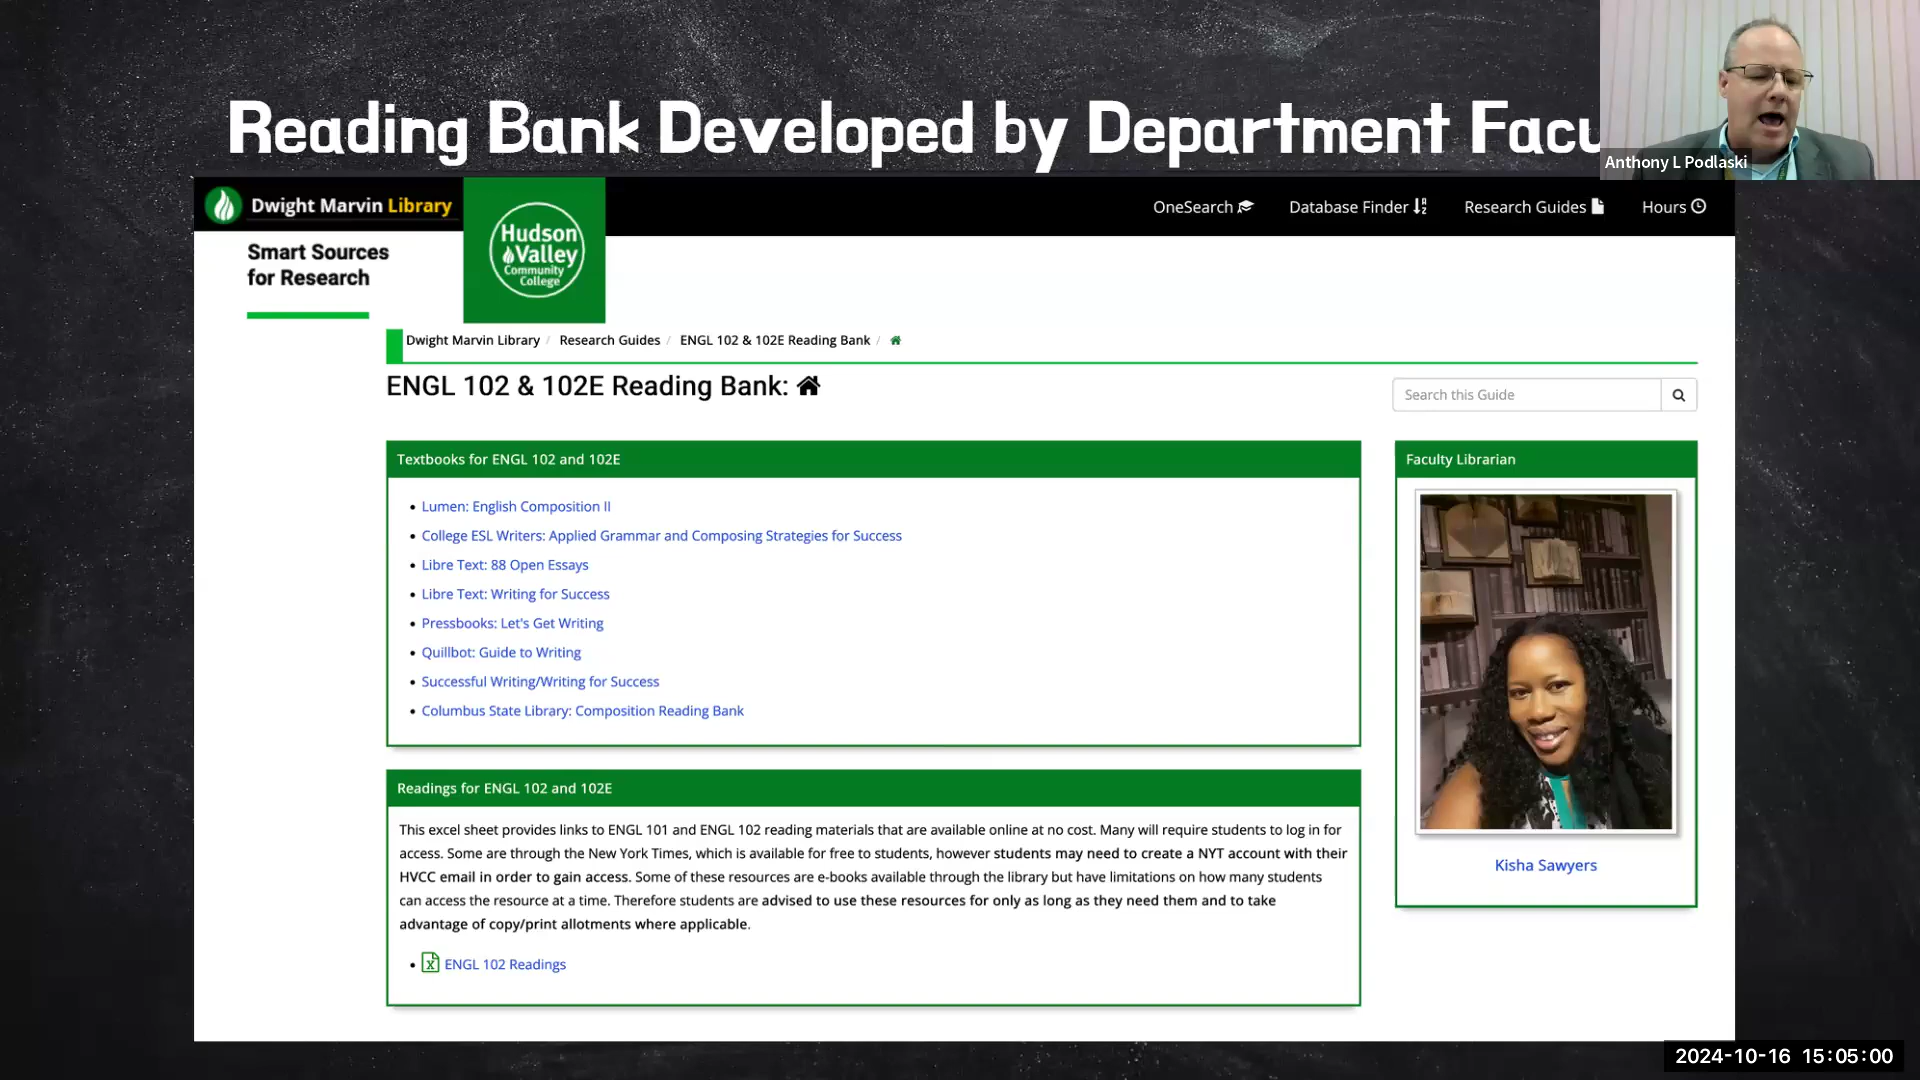 Reading Bank Developed by Department Facu
Anthony L Podlaski
Dwight Marvin Library
OneSearch
Database Finder
Research Guides
Hours
Smart Sources
for Research
Hudson
Valley
Community
College
Dwight Marvin Library / Research Guides / ENGL 102 & 102E Reading Bank /
ENGL 102 & 102E Reading Bank:
Search this Guide
Textbooks for ENGL 102 and 102E
• Lumen: English Composition II
• College ESL Writers: Applied Grammar and Composing Strategies for Success
• Libre Text: 88 Open Essays
• Libre Text: Writing for Success
• Pressbooks: Let's Get Writing
• Quillbot: Guide to Writing
• Successful Writing/Writing for Success
• Columbus State Library: Composition Reading Bank
Faculty Librarian
Kisha Sawyers
Readings for ENGL 102 and 102E
This excel sheet provides links to ENGL 101 and ENGL 102 reading materials that are available online at no cost. Many will require students to log in for
access. Some are through the New York Times, which is available for free to students, however students may need to create a NYT account with their
HVCC email in order to gain access. Some of these resources are e-books available through the library but have limitations on how many students
can access the resource at a time. Therefore students are advised to use these resources for only as long as they need them and to take
advantage of copy/print allotments where applicable.
• ENGL 102 Readings
2024-10-16 15:05:00